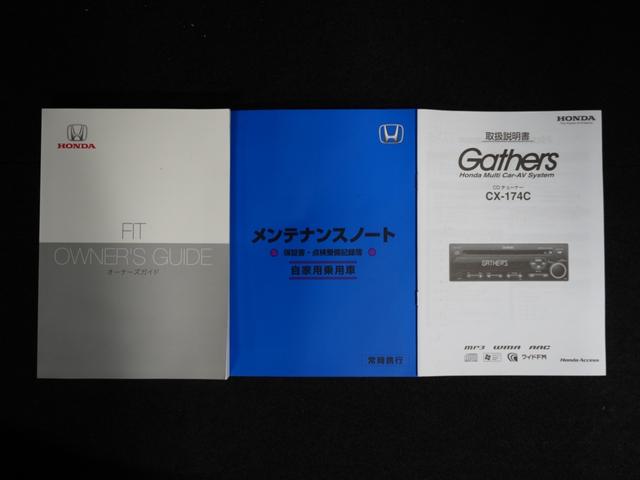 HONDA
FIT
OWNER'S GUIDE
オーナーズガイド
メンテナンスノート
保証書・点検整備記録簿
自家用乗用車
常時携行
HONDA
取扱説明書
Gathers
Honda Multi Car-AV System
CDチューナー
CX-174C
GATHERS
MP3 WMA AAC
ワイドFM
Honda Access